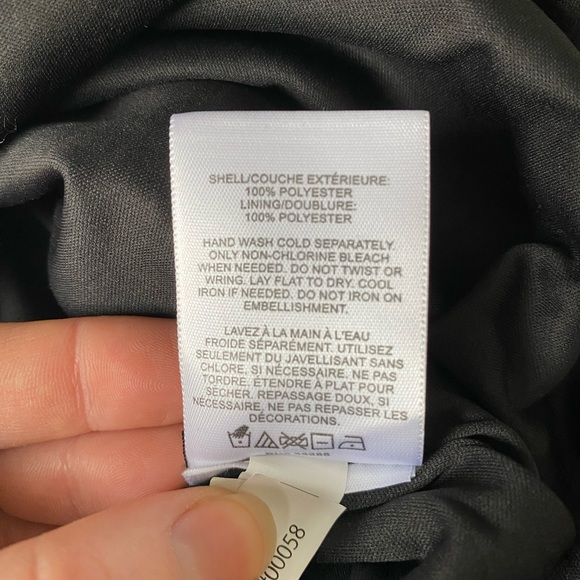 SHELL/COUCHE EXTÉRIEURE:
100% POLYESTER
LINING/DOUBLURE:
100% POLYESTER
HAND WASH COLD SEPARATELY.
ONLY NON-CHLORINE BLEACH
WHEN NEEDED. DO NOT TWIST OR
WRING. LAY FLAT TO DRY. COOL
IRON IF NEEDED. DO NOT IRON ON
EMBELLISHMENT.
LAVEZ À LA MAIN À L'EAU
FROIDE SÉPARÉMENT. UTILISEZ
SEULEMENT DU JAVELLISANT SANS
CHLORE, SI NÉCESSAIRE. NE PAS
TORDRE. ÉTENDRE À PLAT POUR
SÉCHER. REPASSAGE DOUX, SI
NÉCESSAIRE, NE PAS REPASSER LES
DÉCORATIONS.
00058